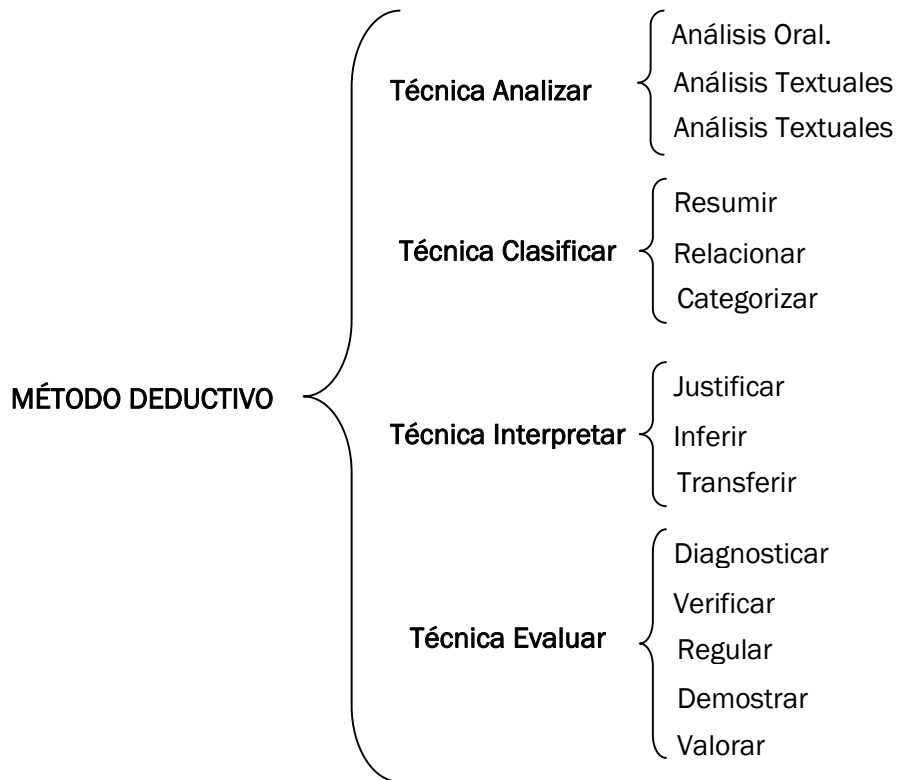 MÉTODO DEDUCTIVO
Técnica Analizar
Análisis Oral.
Análisis Textuales
Análisis Textuales
Técnica Clasificar
Resumir
Relacionar
Categorizar
Técnica Interpretar
Justificar
Inferir
Transferir
Técnica Evaluar
Diagnosticar
Verificar
Regular
Demostrar
Valorar